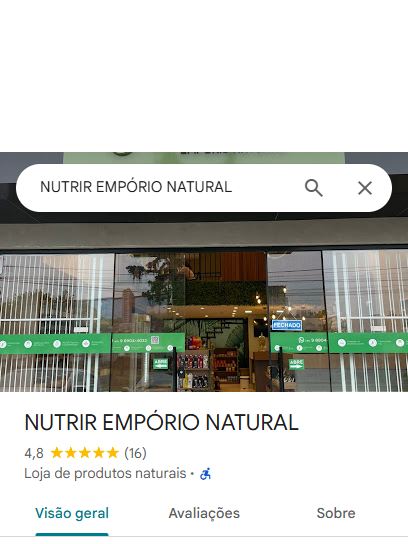 NUTRIR EMPÓRIO NATURAL
FECHADO
ABRE
ABRE
NUTRIR EMPÓRIO NATURAL
4,8 (16)
Loja de produtos naturais •
Visão geral
Avaliações
Sobre